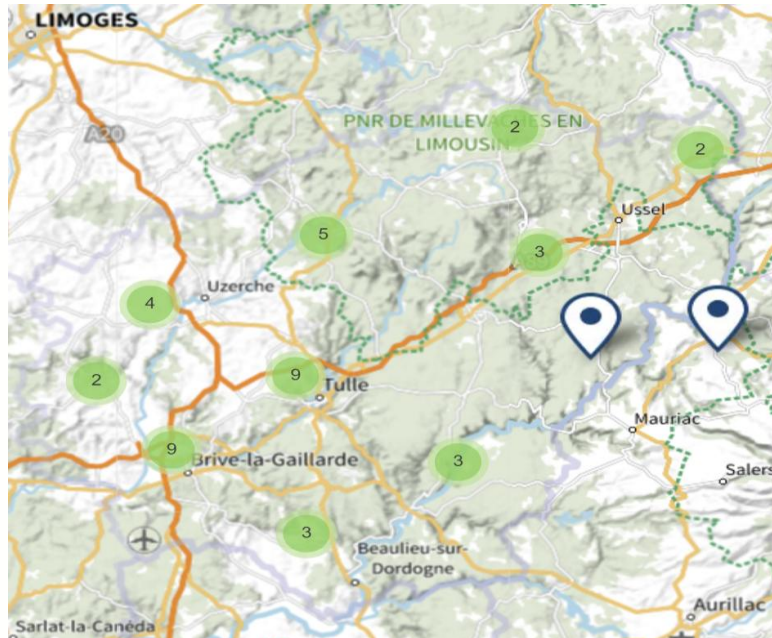 LIMOGES
A20
PNR DE MILLEVACHES EN
LIMOUSIN
2
2
Ussel
5
3
4
Uzerche
2
9
Tulle
Mauriac
9
Brive-la-Gaillarde
3
Salers
3
Beaulieu-sur-
Dordogne
Aurillac
Sarlat-la-Canéda